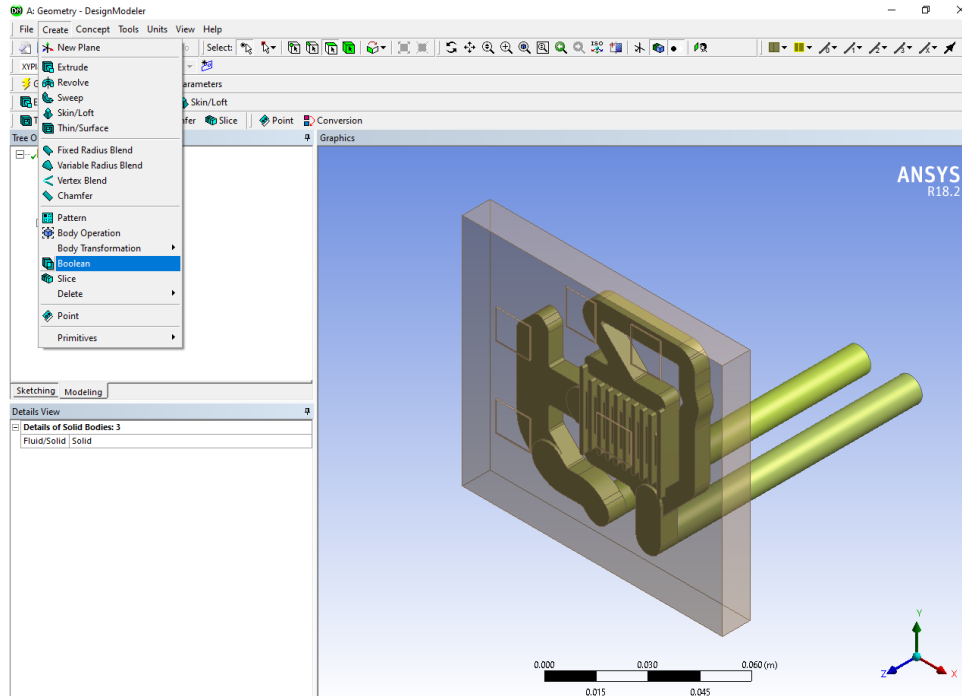 A: Geometry - DesignModeler
File Create Concept Tools Units View Help
New Plane
Select:
XYPl
Extrude
Revolve
arameters
Sweep
Skin/Loft
Skin/Loft
Thin/Surface
Slice
Point
Conversion
Tree O
Graphics
Fixed Radius Blend
Variable Radius Blend
Vertex Blend
Chamfer
Pattern
Body Operation
Body Transformation
Boolean
Slice
Delete
Point
Primitives
ANSYS
R18.2
Sketching Modeling
Details View
Details of Solid Bodies: 3
Fluid/Solid Solid
0.000 0.030 0.060 (m)
0.015 0.045
Y
Z X